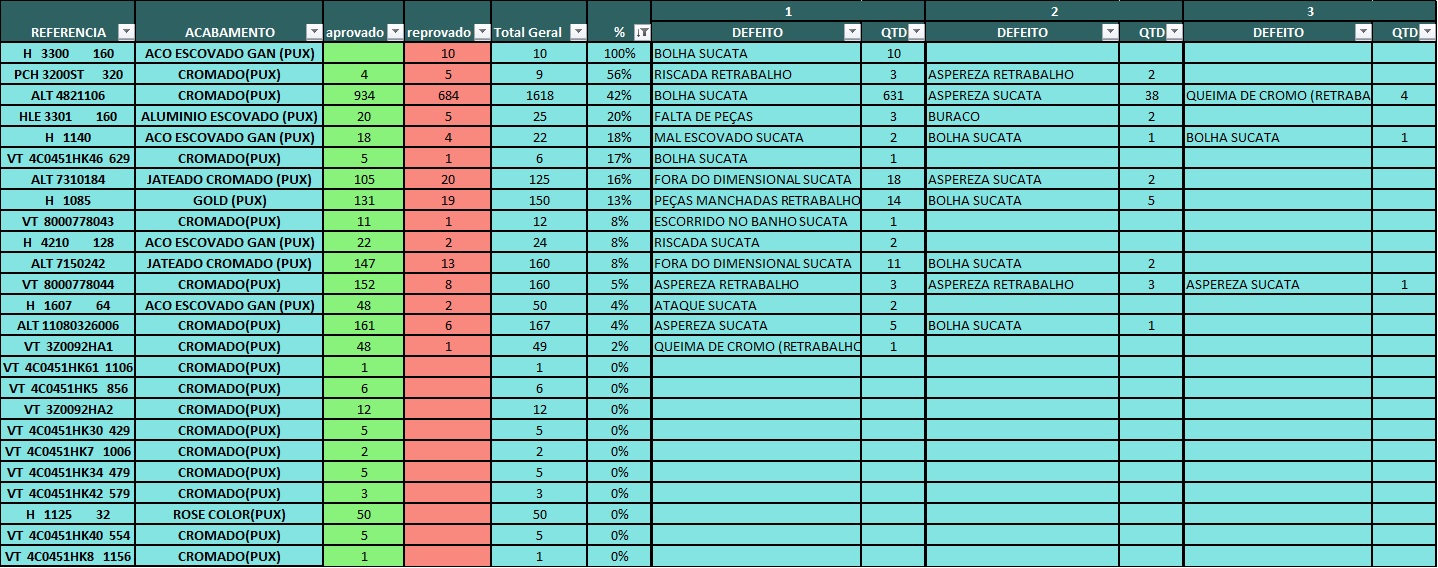 1 2 3
REFERENCIA ACABAMENTO aprovado reprovado Total Geral % DEFEITO QTD DEFEITO QTD DEFEITO QTD
H 3300 160 ACO ESCOVADO GAN (PUX) 10 10 100% BOLHA SUCATA 10
PCH 3200ST 320 CROMADO(PUX) 4 5 9 56% RISCADA RETRABALHO 3 ASPEREZA RETRABALHO 2
ALT 4821106 CROMADO(PUX) 934 684 1618 42% BOLHA SUCATA 631 ASPEREZA SUCATA 38 QUEIMA DE CROMO (RETRABA 4
HLE 3301 160 ALUMINIO ESCOVADO (PUX) 20 5 25 20% FALTA DE PEÇAS 3 BURACO 2
H 1140 ACO ESCOVADO GAN (PUX) 18 4 22 18% MAL ESCOVADO SUCATA 2 BOLHA SUCATA 1 BOLHA SUCATA 1
VT 4C0451HK46 629 CROMADO(PUX) 5 1 6 17% BOLHA SUCATA 1
ALT 7310184 JATEADO CROMADO (PUX) 105 20 125 16% FORA DO DIMENSIONAL SUCATA 18 ASPEREZA SUCATA 2
H 1085 GOLD (PUX) 131 19 150 13% PEÇAS MANCHADAS RETRABALHO 14 BOLHA SUCATA 5
VT 8000778043 CROMADO(PUX) 11 1 12 8% ESCORRIDO NO BANHO SUCATA 1
H 4210 128 ACO ESCOVADO GAN (PUX) 22 2 24 8% RISCADA SUCATA 2
ALT 7150242 JATEADO CROMADO (PUX) 147 13 160 8% FORA DO DIMENSIONAL SUCATA 11 BOLHA SUCATA 2
VT 8000778044 CROMADO(PUX) 152 8 160 5% ASPEREZA RETRABALHO 3 ASPEREZA RETRABALHO 3 ASPEREZA SUCATA 1
H 1607 64 ACO ESCOVADO GAN (PUX) 48 2 50 4% ATAQUE SUCATA 2
ALT 11080326006 CROMADO(PUX) 161 6 167 4% ASPEREZA SUCATA 5 BOLHA SUCATA 1
VT 3Z0092HA1 CROMADO(PUX) 48 1 49 2% QUEIMA DE CROMO (RETRABALHO 1
VT 4C0451HK61 1106 CROMADO(PUX) 1 1 0%
VT 4C0451HK5 856 CROMADO(PUX) 6 6 0%
VT 3Z0092HA2 CROMADO(PUX) 12 12 0%
VT 4C0451HK30 429 CROMADO(PUX) 5 5 0%
VT 4C0451HK7 1006 CROMADO(PUX) 2 2 0%
VT 4C0451HK34 479 CROMADO(PUX) 5 5 0%
VT 4C0451HK42 579 CROMADO(PUX) 3 3 0%
H 1125 32 ROSE COLOR(PUX) 50 50 0%
VT 4C0451HK40 554 CROMADO(PUX) 5 5 0%
VT 4C0451HK8 1156 CROMADO(PUX) 1 1 0%